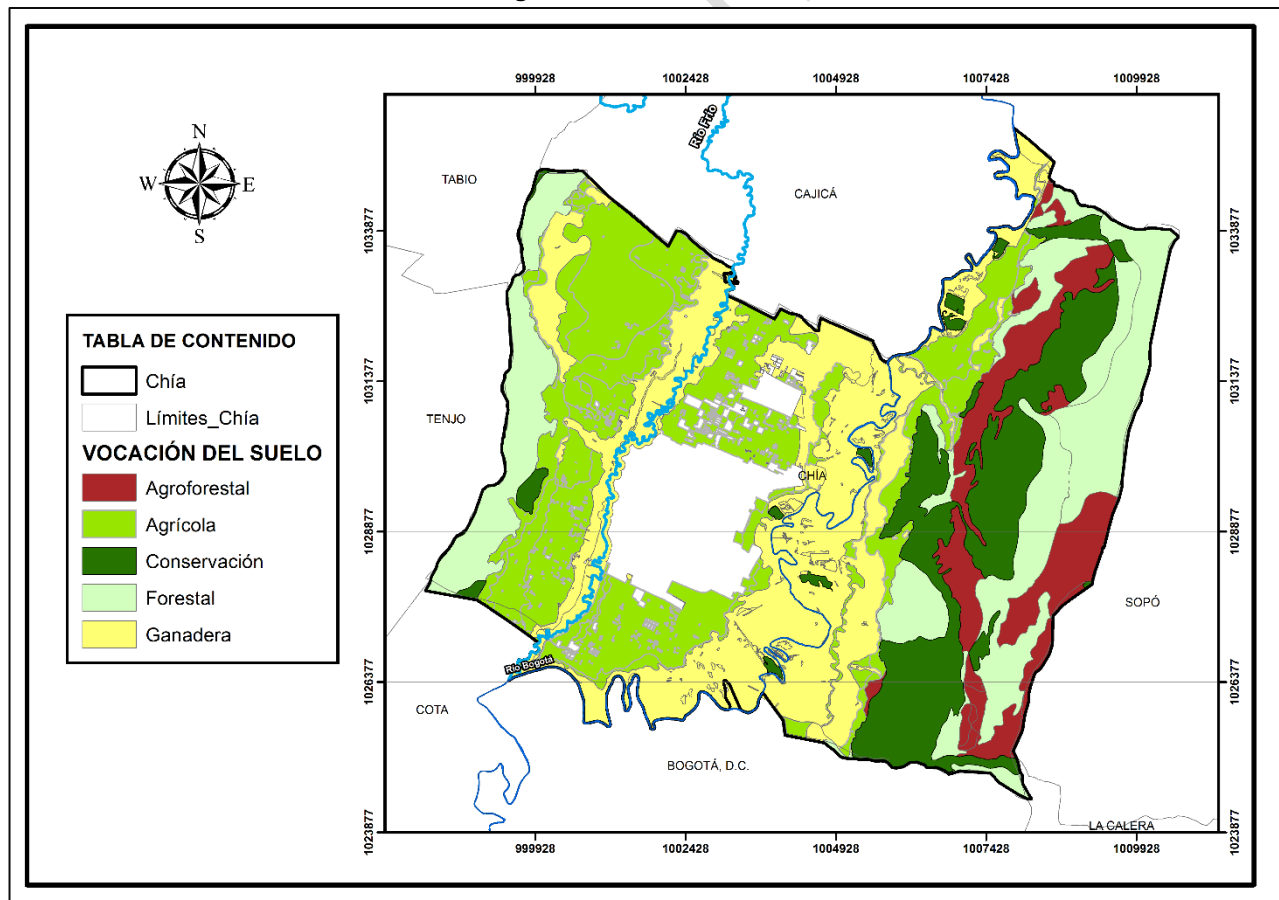 999928 1002428 1004928 1007428 1009928
N
W E
S
TABIO
CAJICÁ
Río Frío
1033877 1033877
TABLA DE CONTENIDO
Chía
Límites_Chía
VOCACIÓN DEL SUELO
Agroforestal
Agrícola
Conservación
Forestal
Ganadera
1031377 1031377
TENJO
CHÍA
1028877 1028877
SOPÓ
Río Bogotá
1026377 1026377
COTA
BOGOTÁ, D.C.
LA CALERA
1023877 1023877
999928 1002428 1004928 1007428 1009928